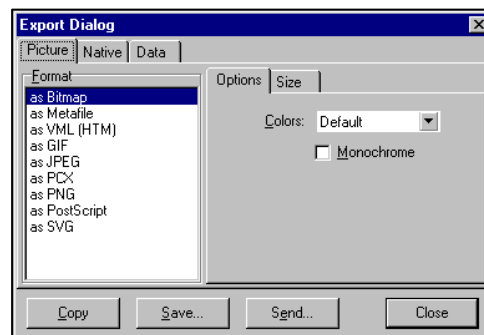 Export Dialog
Picture Native Data
Format
as Bitmap
as Metafile
as VML (HTM)
as GIF
as JPEG
as PCX
as PNG
as PostScript
as SVG
Options Size
Colors: Default
Monochrome
Copy Save... Send... Close